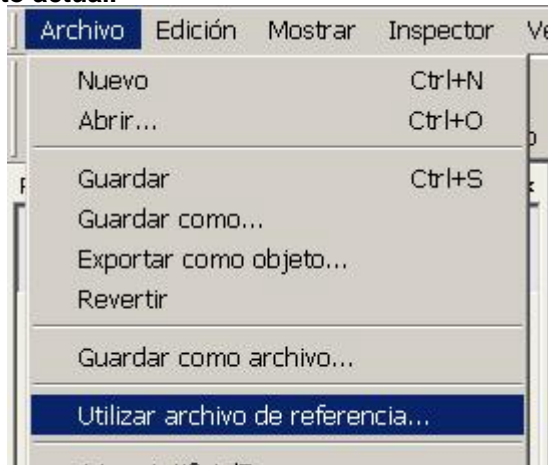 Archivo Edición Mostrar Inspector
Nuevo Ctrl+N
Abrir... Ctrl+O
Guardar Ctrl+S
Guardar como...
Exportar como objeto...
Revertir
Guardar como archivo...
Utilizar archivo de referencia...